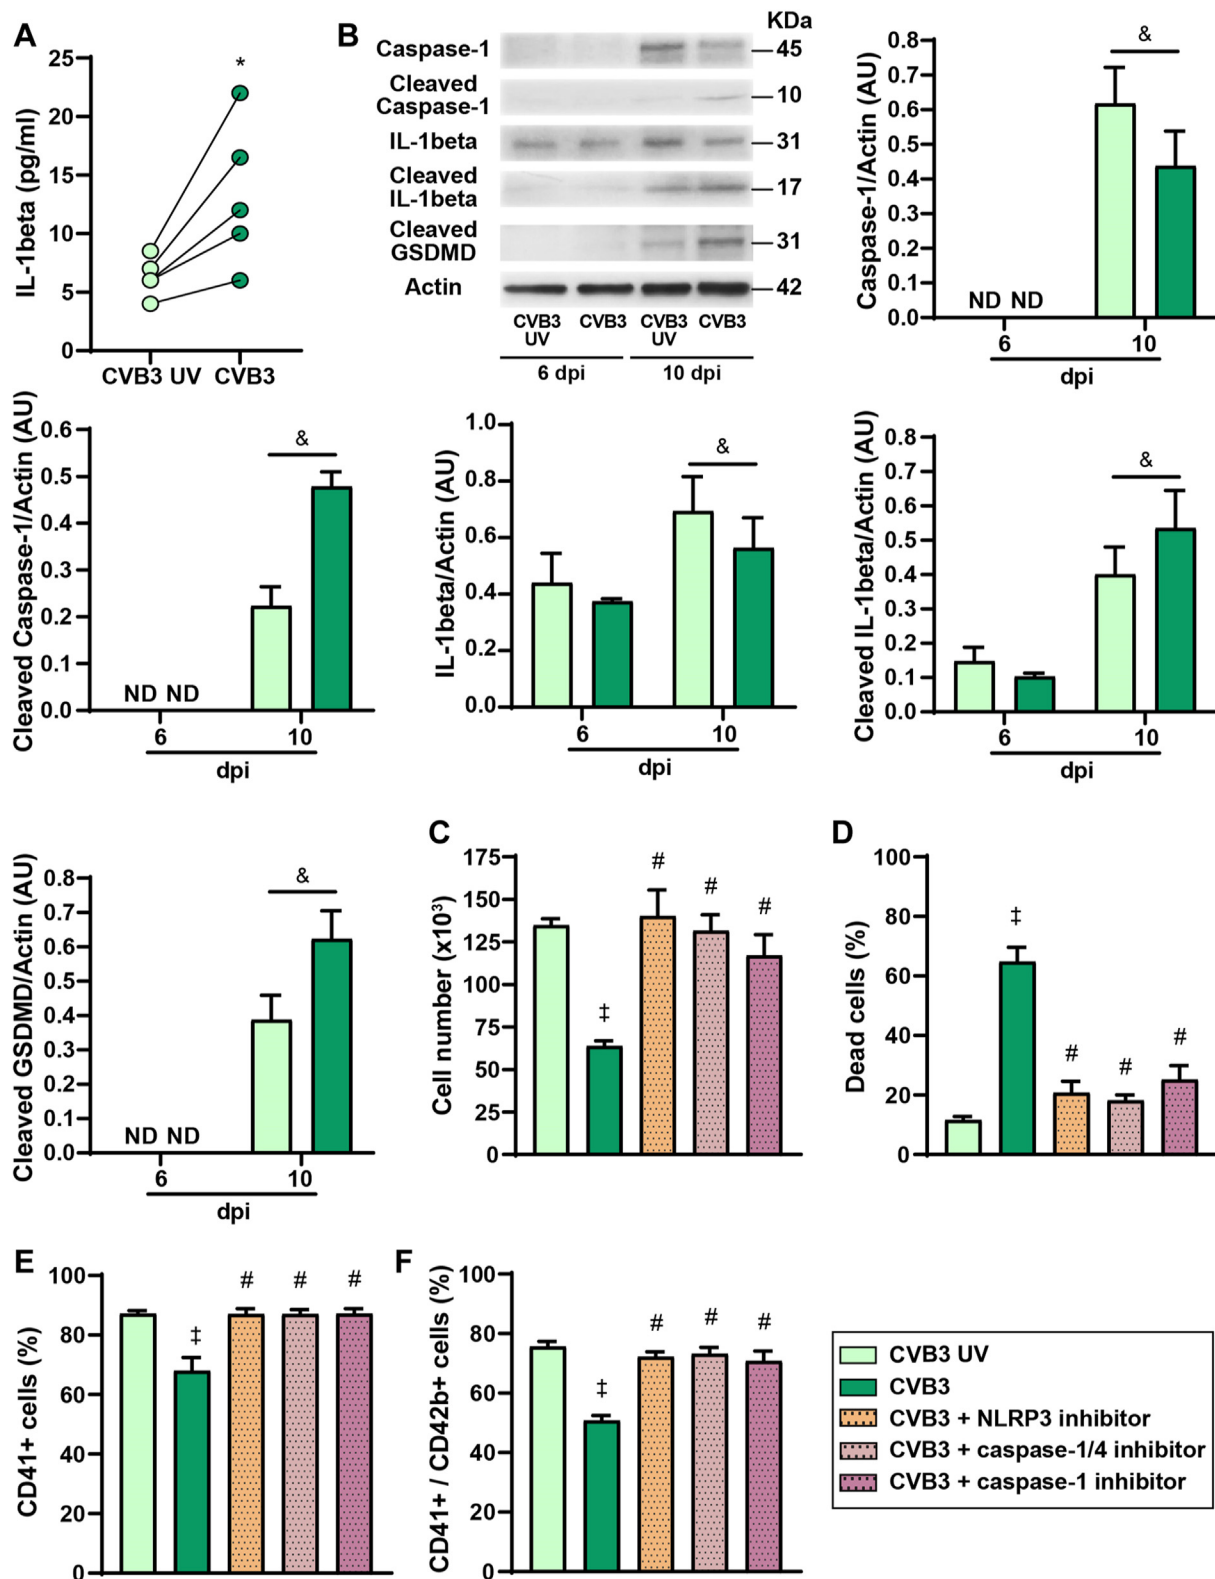 A
25
20
15
10
5
0
IL-1beta (pg/ml)
*
CVB3 UV CVB3
B
KDa
Caspase-1
45
Cleaved
Caspase-1
10
IL-1beta
31
Cleaved
IL-1beta
17
Cleaved
GSDMD
31
Actin
42
CVB3
UV
CVB3
CVB3
UV
CVB3
6 dpi
10 dpi
Caspase-1/Actin (AU)
0.8
0.7
0.6
0.5
0.4
0.3
0.2
0.1
0.0
&
ND ND
6
10
dpi
Cleaved Caspase-1/Actin (AU)
0.6
0.5
0.4
0.3
0.2
0.1
0.0
&
ND ND
6
10
dpi
IL-1beta/Actin (AU)
1.0
0.8
0.6
0.4
0.2
0.0
&
6
10
dpi
Cleaved IL-1beta/Actin (AU)
0.8
0.7
0.6
0.5
0.4
0.3
0.2
0.1
0.0
&
6
10
dpi
Cleaved GSDMD/Actin (AU)
0.8
0.7
0.6
0.5
0.4
0.3
0.2
0.1
0.0
&
ND ND
6
10
dpi
C
Cell number (x10³)
175
150
125
100
75
50
25
0
‡
#
#
#
D
Dead cells (%)
100
80
60
40
20
0
‡
#
#
#
E
CD41+ cells (%)
100
80
60
40
20
0
‡
#
#
#
F
CD41+ / CD42b+ cells (%)
100
80
60
40
20
0
‡
#
#
#
CVB3 UV
CVB3
CVB3 + NLRP3 inhibitor
CVB3 + caspase-1/4 inhibitor
CVB3 + caspase-1 inhibitor